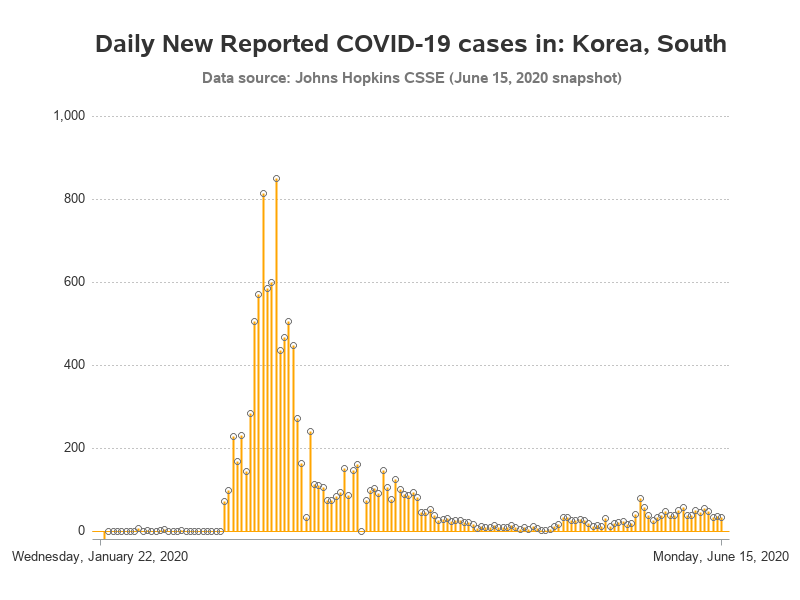 Daily New Reported COVID-19 cases in: Korea, South
Data source: Johns Hopkins CSSE (June 15, 2020 snapshot)
1,000
800
600
400
200
0
Wednesday, January 22, 2020
Monday, June 15, 2020